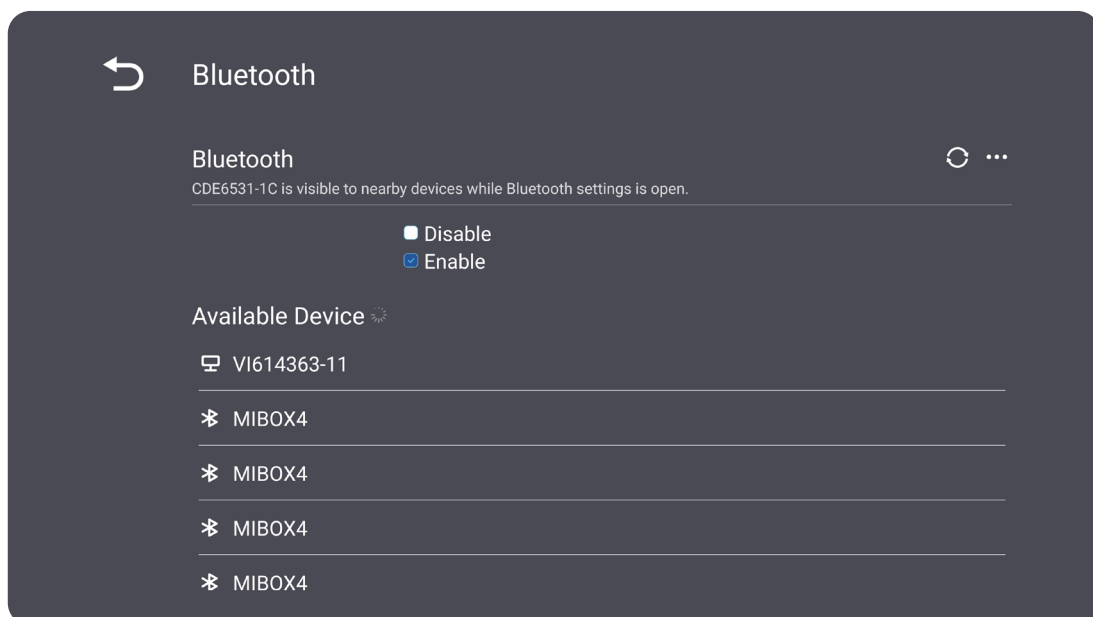 Bluetooth
Bluetooth
CDE6531-1C is visible to nearby devices while Bluetooth settings is open.
Disable
Enable
Available Device
VI614363-11
MIBOX4
MIBOX4
MIBOX4
MIBOX4